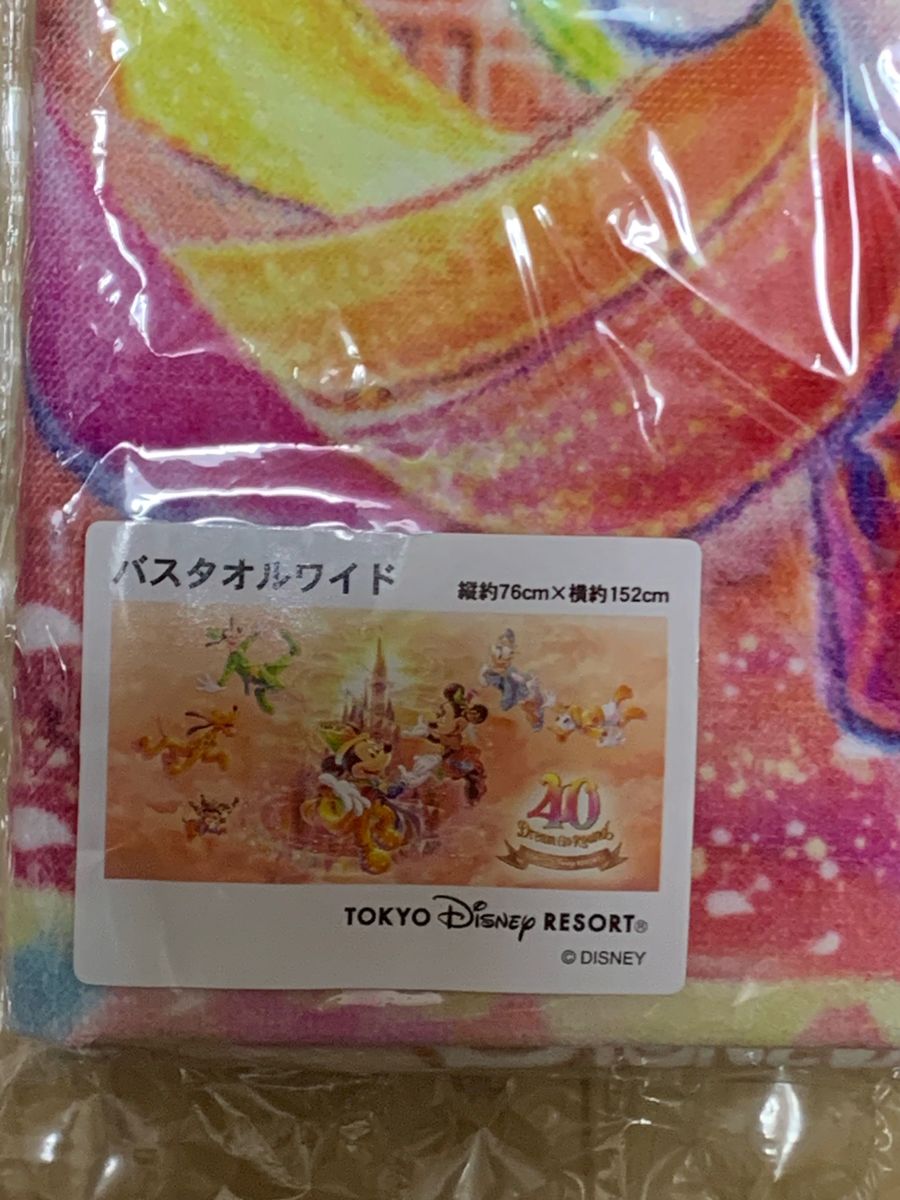 バスタオルワイド
縦約76cm×横約152cm
40
TOKYO Disney RESORT®
©DISNEY